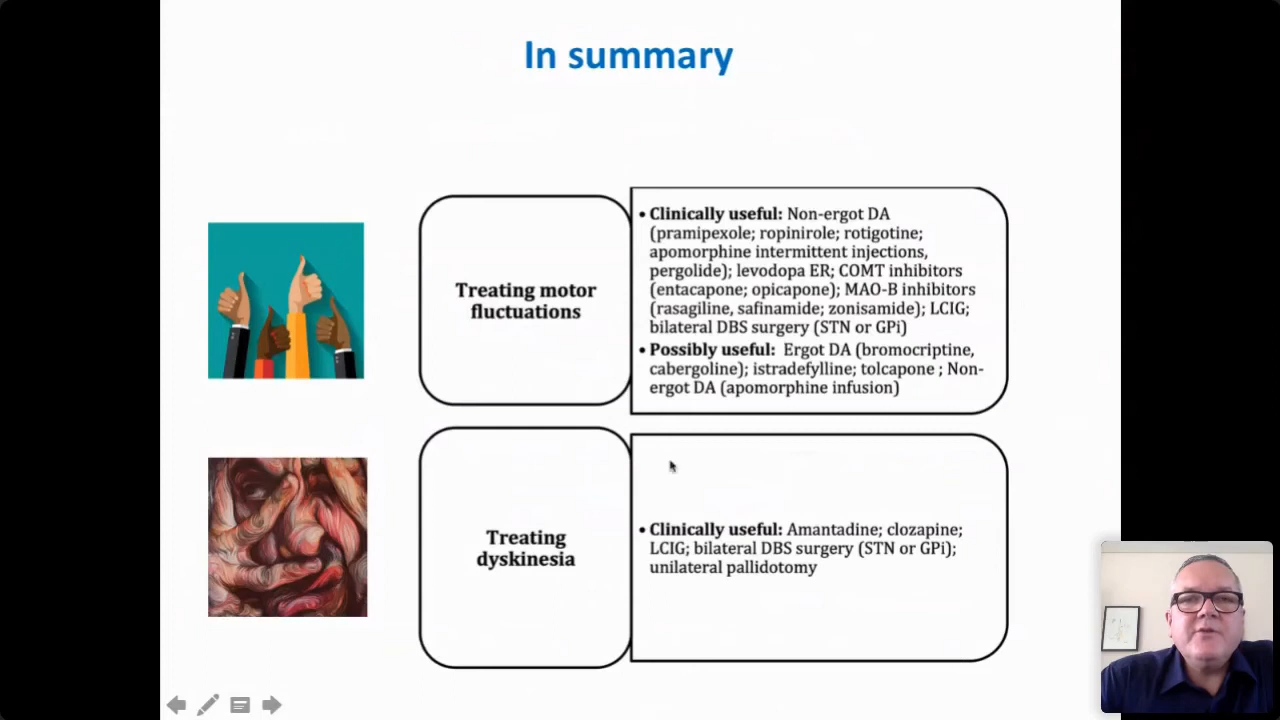 In summary
Treating motor
fluctuations
• Clinically useful: Non-ergot DA
(pramipexole; ropinirole; rotigotine;
apomorphine intermittent injections,
pergolide); levodopa ER; COMT inhibitors
(entacapone; opicapone); MAO-B inhibitors
(rasagiline, safinamide; zonisamide); LCIG;
bilateral DBS surgery (STN or GPi)
• Possibly useful:  Ergot DA (bromocriptine,
cabergoline); istradefylline; tolcapone ; Non-
ergot DA (apomorphine infusion)
Treating
dyskinesia
• Clinically useful: Amantadine; clozapine;
LCIG; bilateral DBS surgery (STN or GPi);
unilateral pallidotomy